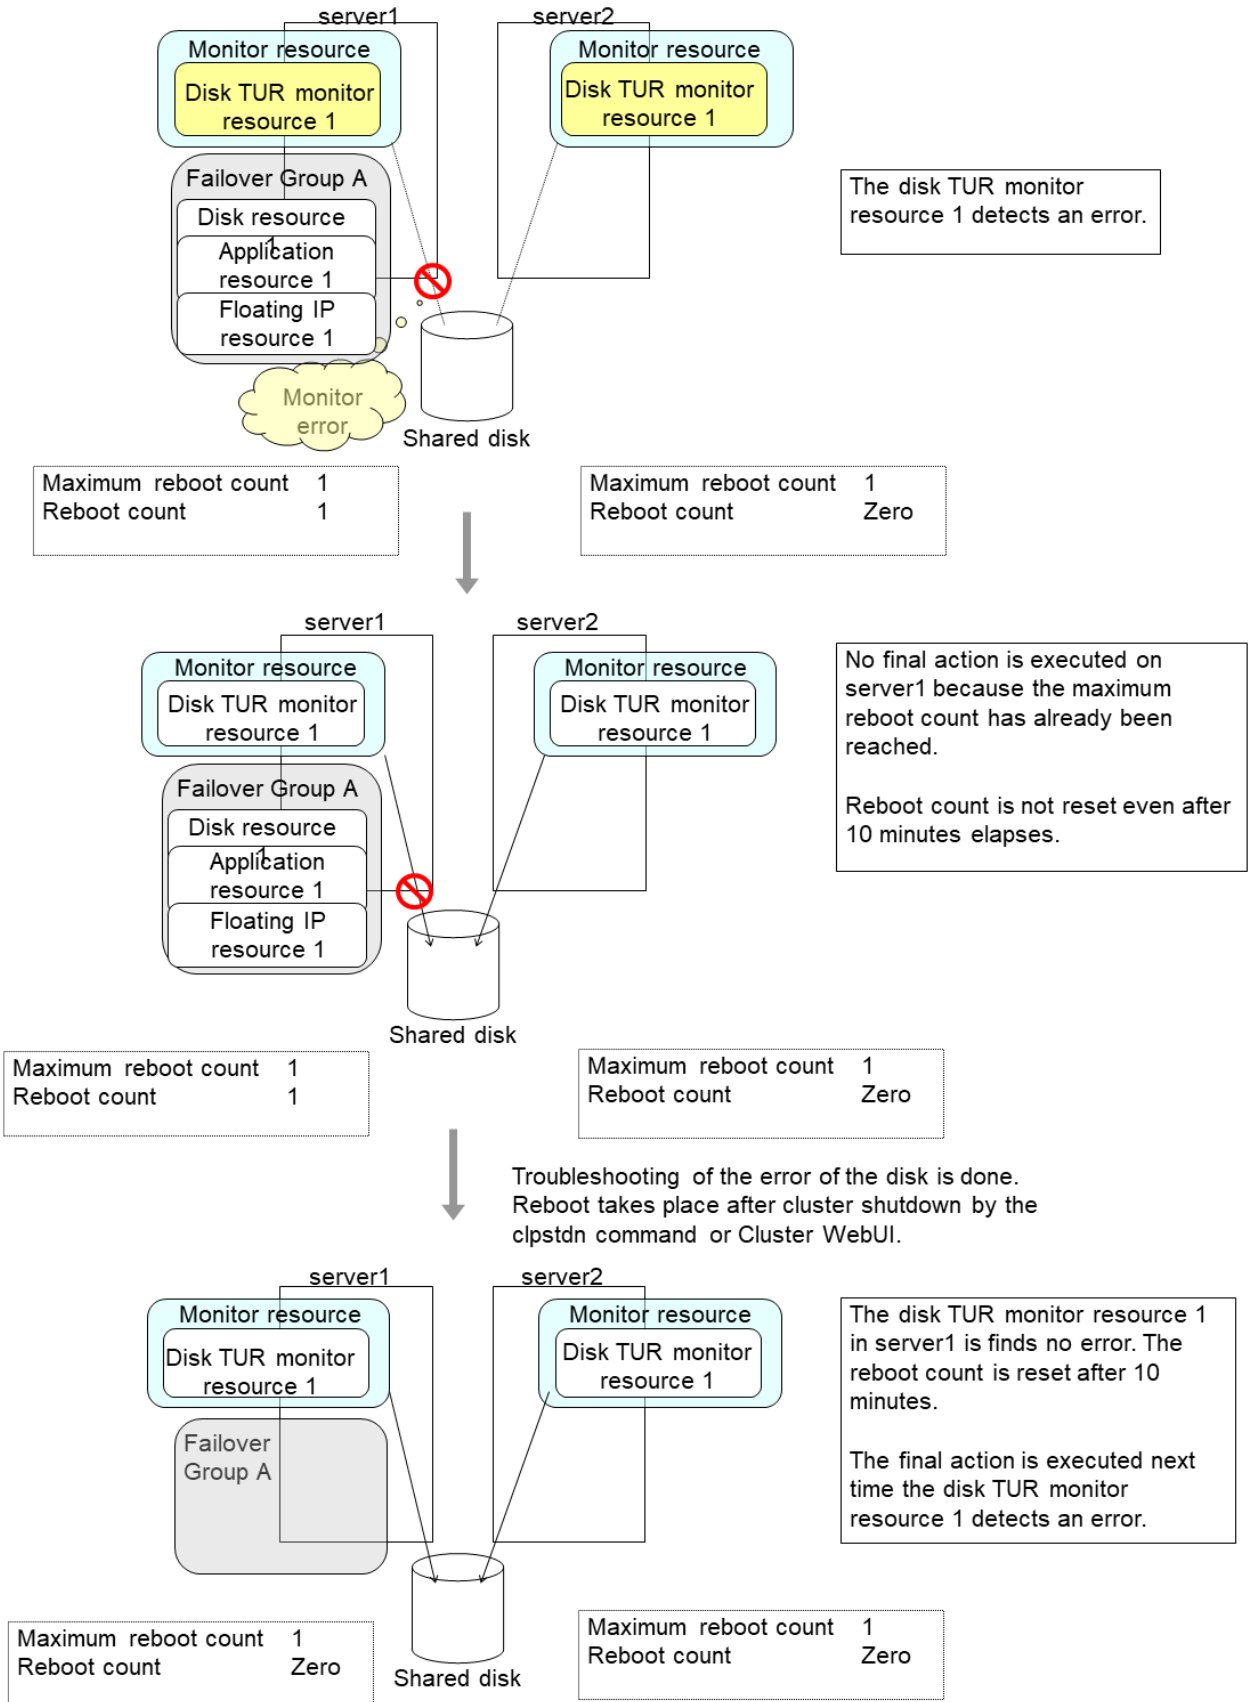 server1
server2
Monitor resource
Monitor resource
Disk TUR monitor
resource 1
Disk TUR monitor
resource 1
Failover Group A
Disk resource
1
Application
resource 1
Floating IP
resource 1
The disk TUR monitor
resource 1 detects an error.
Monitor
error
Shared disk
Maximum reboot count 1
Reboot count 1
Maximum reboot count 1
Reboot count Zero
server1
server2
Monitor resource
Monitor resource
Disk TUR monitor
resource 1
Disk TUR monitor
resource 1
Failover Group A
Disk resource
1
Application
resource 1
Floating IP
resource 1
No final action is executed on
server1 because the maximum
reboot count has already been
reached.
Reboot count is not reset even after
10 minutes elapses.
Shared disk
Maximum reboot count 1
Reboot count 1
Maximum reboot count 1
Reboot count Zero
Troubleshooting of the error of the disk is done.
Reboot takes place after cluster shutdown by the
clpstdn command or Cluster WebUI.
server1
server2
Monitor resource
Monitor resource
Disk TUR monitor
resource 1
Disk TUR monitor
resource 1
Failover
Group A
The disk TUR monitor resource 1
in server1 is finds no error. The
reboot count is reset after 10
minutes.
The final action is executed next
time the disk TUR monitor
resource 1 detects an error.
Shared disk
Maximum reboot count 1
Reboot count Zero
Maximum reboot count 1
Reboot count Zero